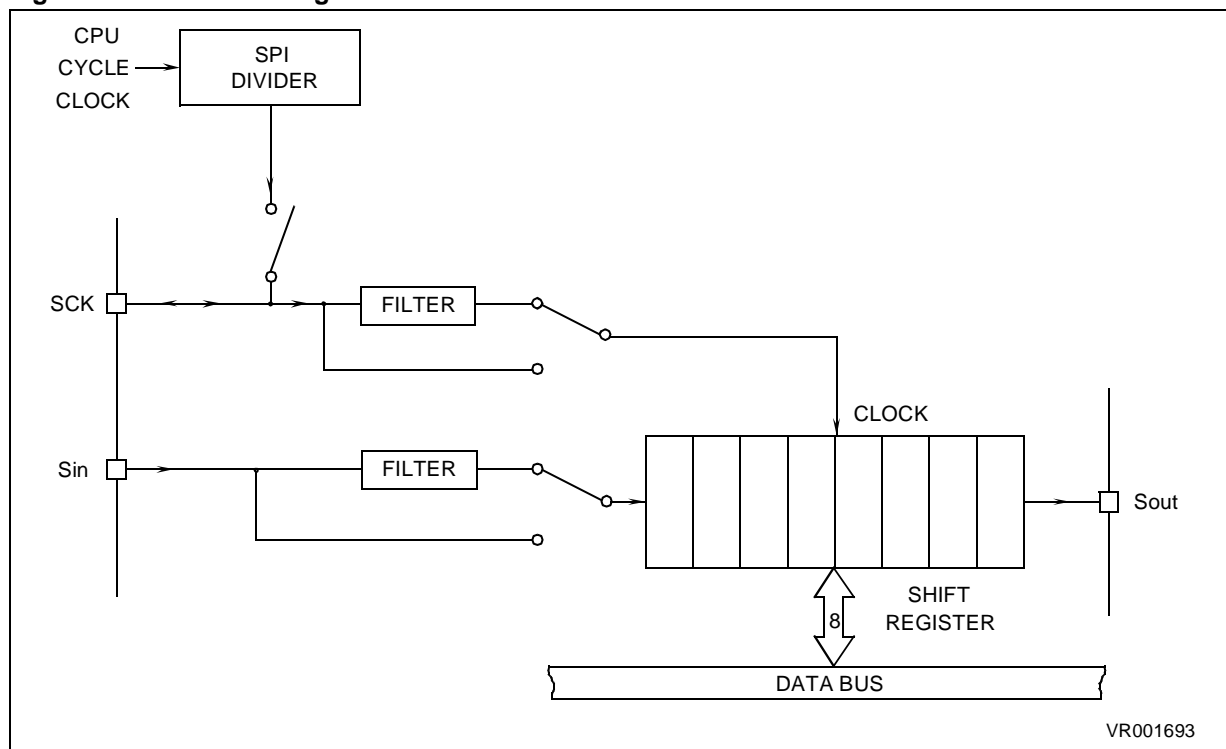 CPU
CYCLE
CLOCK
SPI
DIVIDER
SCK
FILTER
CLOCK
Sin
FILTER
Sout
SHIFT
REGISTER
8
DATA BUS
VR001693